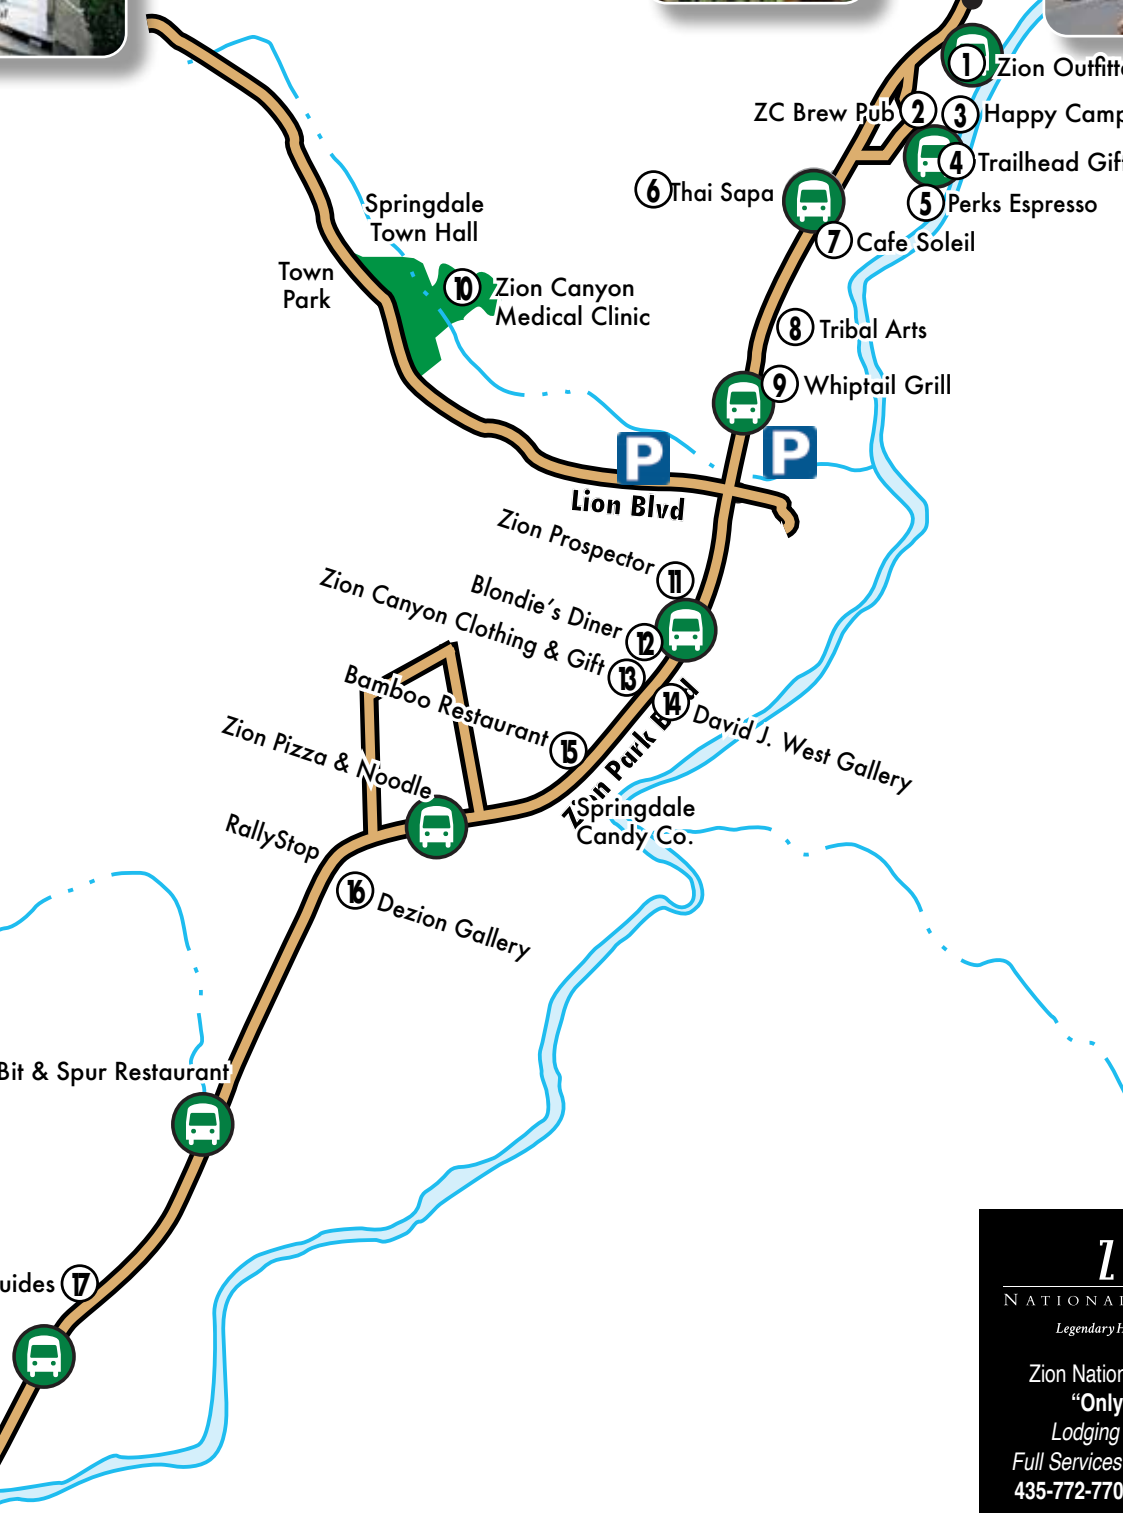 1
Zion Outfitt
ZC Brew Pub
2
3
Happy Camp
4
Trailhead Gif
6
Thai Sapa
5
Perks Espresso
7
Cafe Soleil
Springdale
Town Hall
Town
Park
10
Zion Canyon
Medical Clinic
8
Tribal Arts
9
Whiptail Grill
P
P
Lion Blvd
Zion Prospector
11
Blondie's Diner
12
Zion Canyon Clothing & Gift
13
14
David J. West Gallery
Bamboo Restaurant
15
Zion Park Blvd
Zion Pizza & Noodle
Springdale
Candy Co.
RallyStop
16
Dezion Gallery
Bit & Spur Restaurant
uides
17
Z
NATIONA
Legendary H
Zion Nation
"Only
Lodging
Full Services
435-772-770